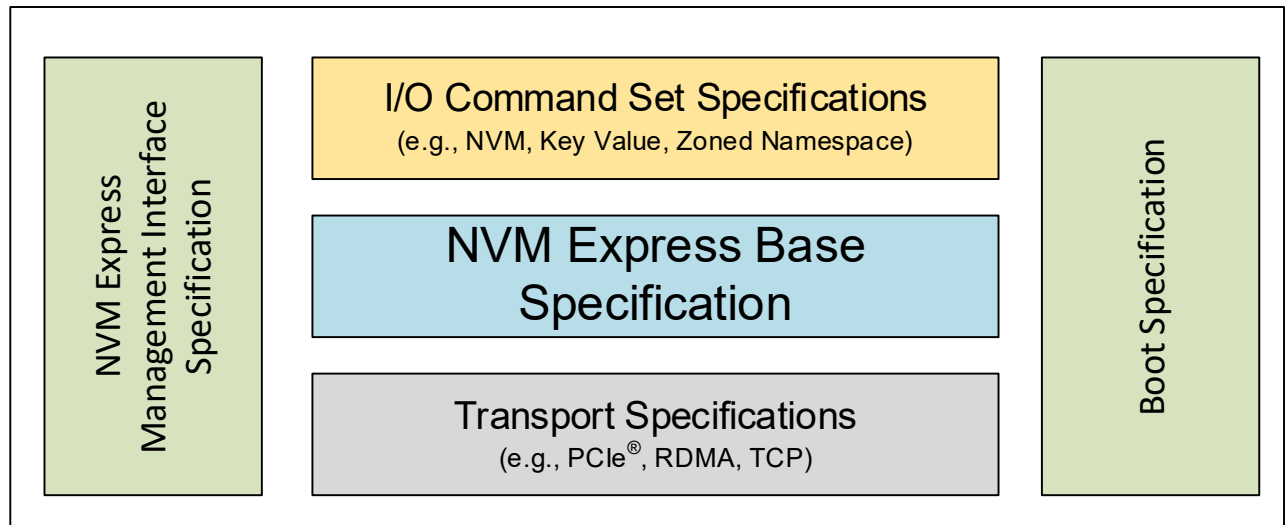 NVM Express
Management Interface
Specification
I/O Command Set Specifications
(e.g., NVM, Key Value, Zoned Namespace)
NVM Express Base
Specification
Transport Specifications
(e.g., PCIe®, RDMA, TCP)
Boot Specification